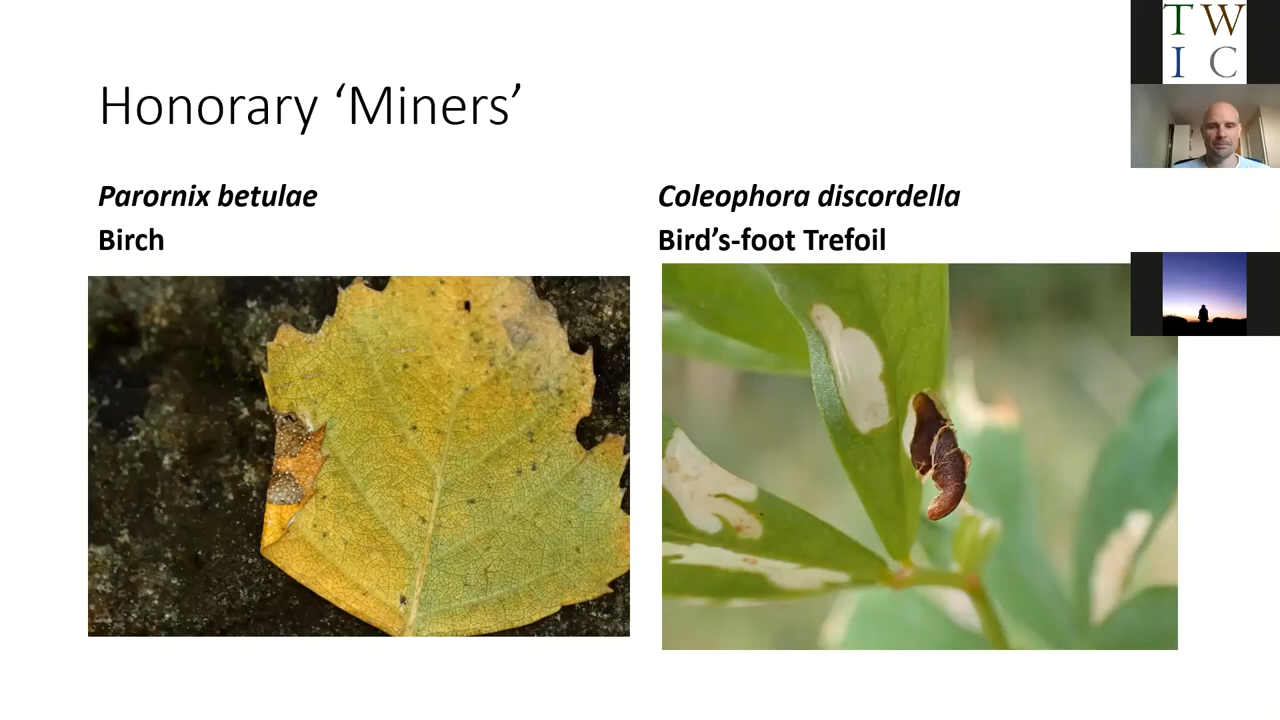 Honorary ‘Miners’
Parornix betulae
Birch
Coleophora discordella
Bird’s-foot Trefoil
T W
I C